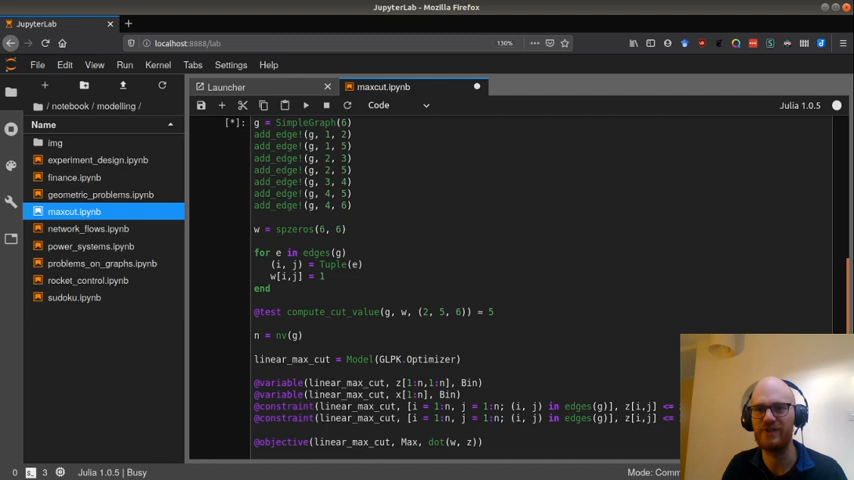 JupyterLab - Mozilla Firefox
JupyterLab
localhost:8888/lab
130%
File Edit View Run Kernel Tabs Settings Help
Launcher
maxcut.ipynb
/ notebook / modelling /
Code
Julia 1.0.5
Name
img
experiment_design.ipynb
finance.ipynb
geometric_problems.ipynb
maxcut.ipynb
network_flows.ipynb
power_systems.ipynb
problems_on_graphs.ipynb
rocket_control.ipynb
sudoku.ipynb
[*]:
g = SimpleGraph(6)
add_edge!(g, 1, 2)
add_edge!(g, 1, 5)
add_edge!(g, 2, 3)
add_edge!(g, 2, 5)
add_edge!(g, 3, 4)
add_edge!(g, 4, 5)
add_edge!(g, 4, 6)
w = spzeros(6, 6)
for e in edges(g)
(i, j) = Tuple(e)
w[i,j] = 1
end
@test compute_cut_value(g, w, (2, 5, 6)) ≈ 5
n = nv(g)
linear_max_cut = Model(GLPK.Optimizer)
@variable(linear_max_cut, z[1:n,1:n], Bin)
@variable(linear_max_cut, x[1:n], Bin)
@constraint(linear_max_cut, [i = 1:n, j = 1:n; (i, j) in edges(g)], z[i,j] <=
@constraint(linear_max_cut, [i = 1:n, j = 1:n; (i, j) in edges(g)], z[i,j] <=
@objective(linear_max_cut, Max, dot(w, z))
0 3 Julia 1.0.5 | Busy
Mode: Comm